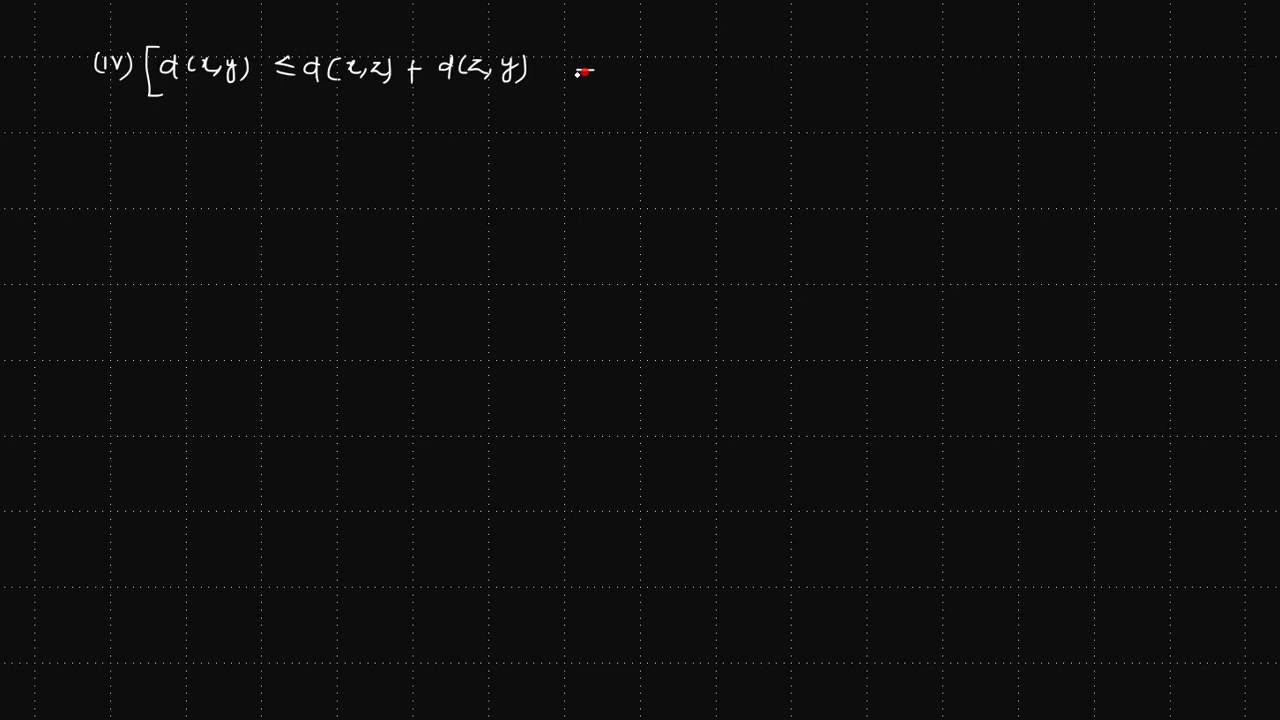 (iv) [d(x,y) ≤ d(x,z) + d(z,y) =